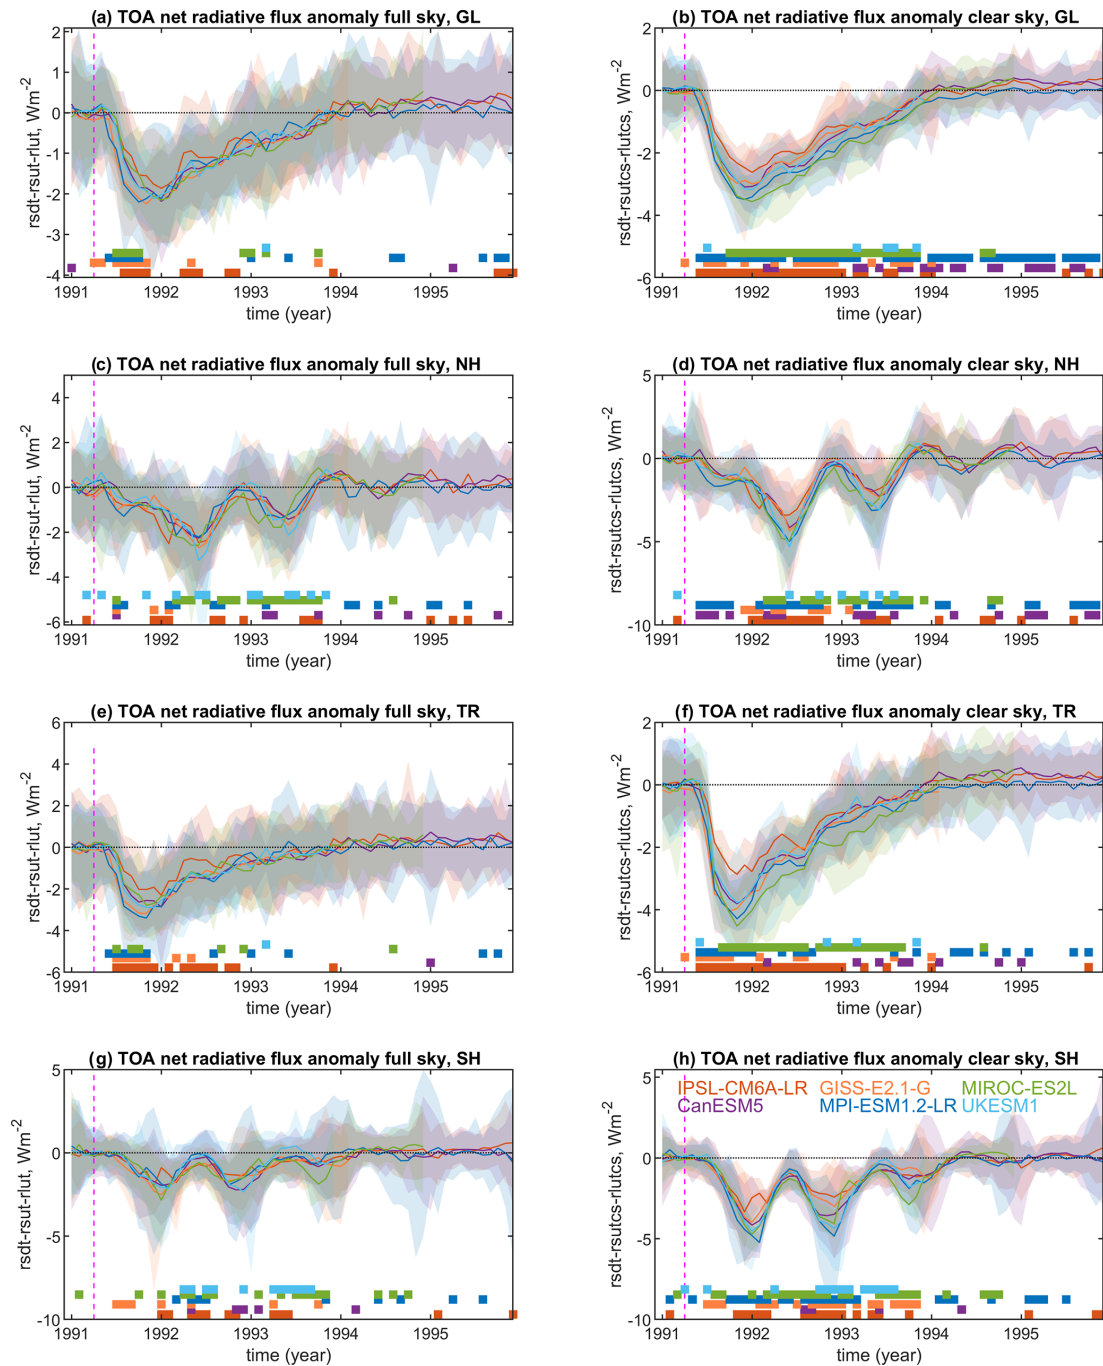 (a) TOA net radiative flux anomaly full sky, GL
2
1
0
-1
-2
-3
-4
rsdt-rsut-rlut, Wm-2
1991 1992 1993 1994 1995
time (year)
(b) TOA net radiative flux anomaly clear sky, GL
2
0
-2
-4
-6
rsdt-rsutcs-rlutcs, Wm-2
1991 1992 1993 1994 1995
time (year)
(c) TOA net radiative flux anomaly full sky, NH
4
2
0
-2
-4
-6
rsdt-rsut-rlut, Wm-2
1991 1992 1993 1994 1995
time (year)
(d) TOA net radiative flux anomaly clear sky, NH
5
0
-5
-10
rsdt-rsutcs-rlutcs, Wm-2
1991 1992 1993 1994 1995
time (year)
(e) TOA net radiative flux anomaly full sky, TR
6
4
2
0
-2
-4
-6
rsdt-rsut-rlut, Wm-2
1991 1992 1993 1994 1995
time (year)
(f) TOA net radiative flux anomaly clear sky, TR
2
0
-2
-4
-6
rsdt-rsutcs-rlutcs, Wm-2
1991 1992 1993 1994 1995
time (year)
(g) TOA net radiative flux anomaly full sky, SH
5
0
-5
-10
rsdt-rsut-rlut, Wm-2
1991 1992 1993 1994 1995
time (year)
(h) TOA net radiative flux anomaly clear sky, SH
IPSL-CM6A-LR GISS-E2.1-G MIROC-ES2L
CanESM5 MPI-ESM1.2-LR UKESM1
5
0
-5
-10
rsdt-rsutcs-rlutcs, Wm-2
1991 1992 1993 1994 1995
time (year)